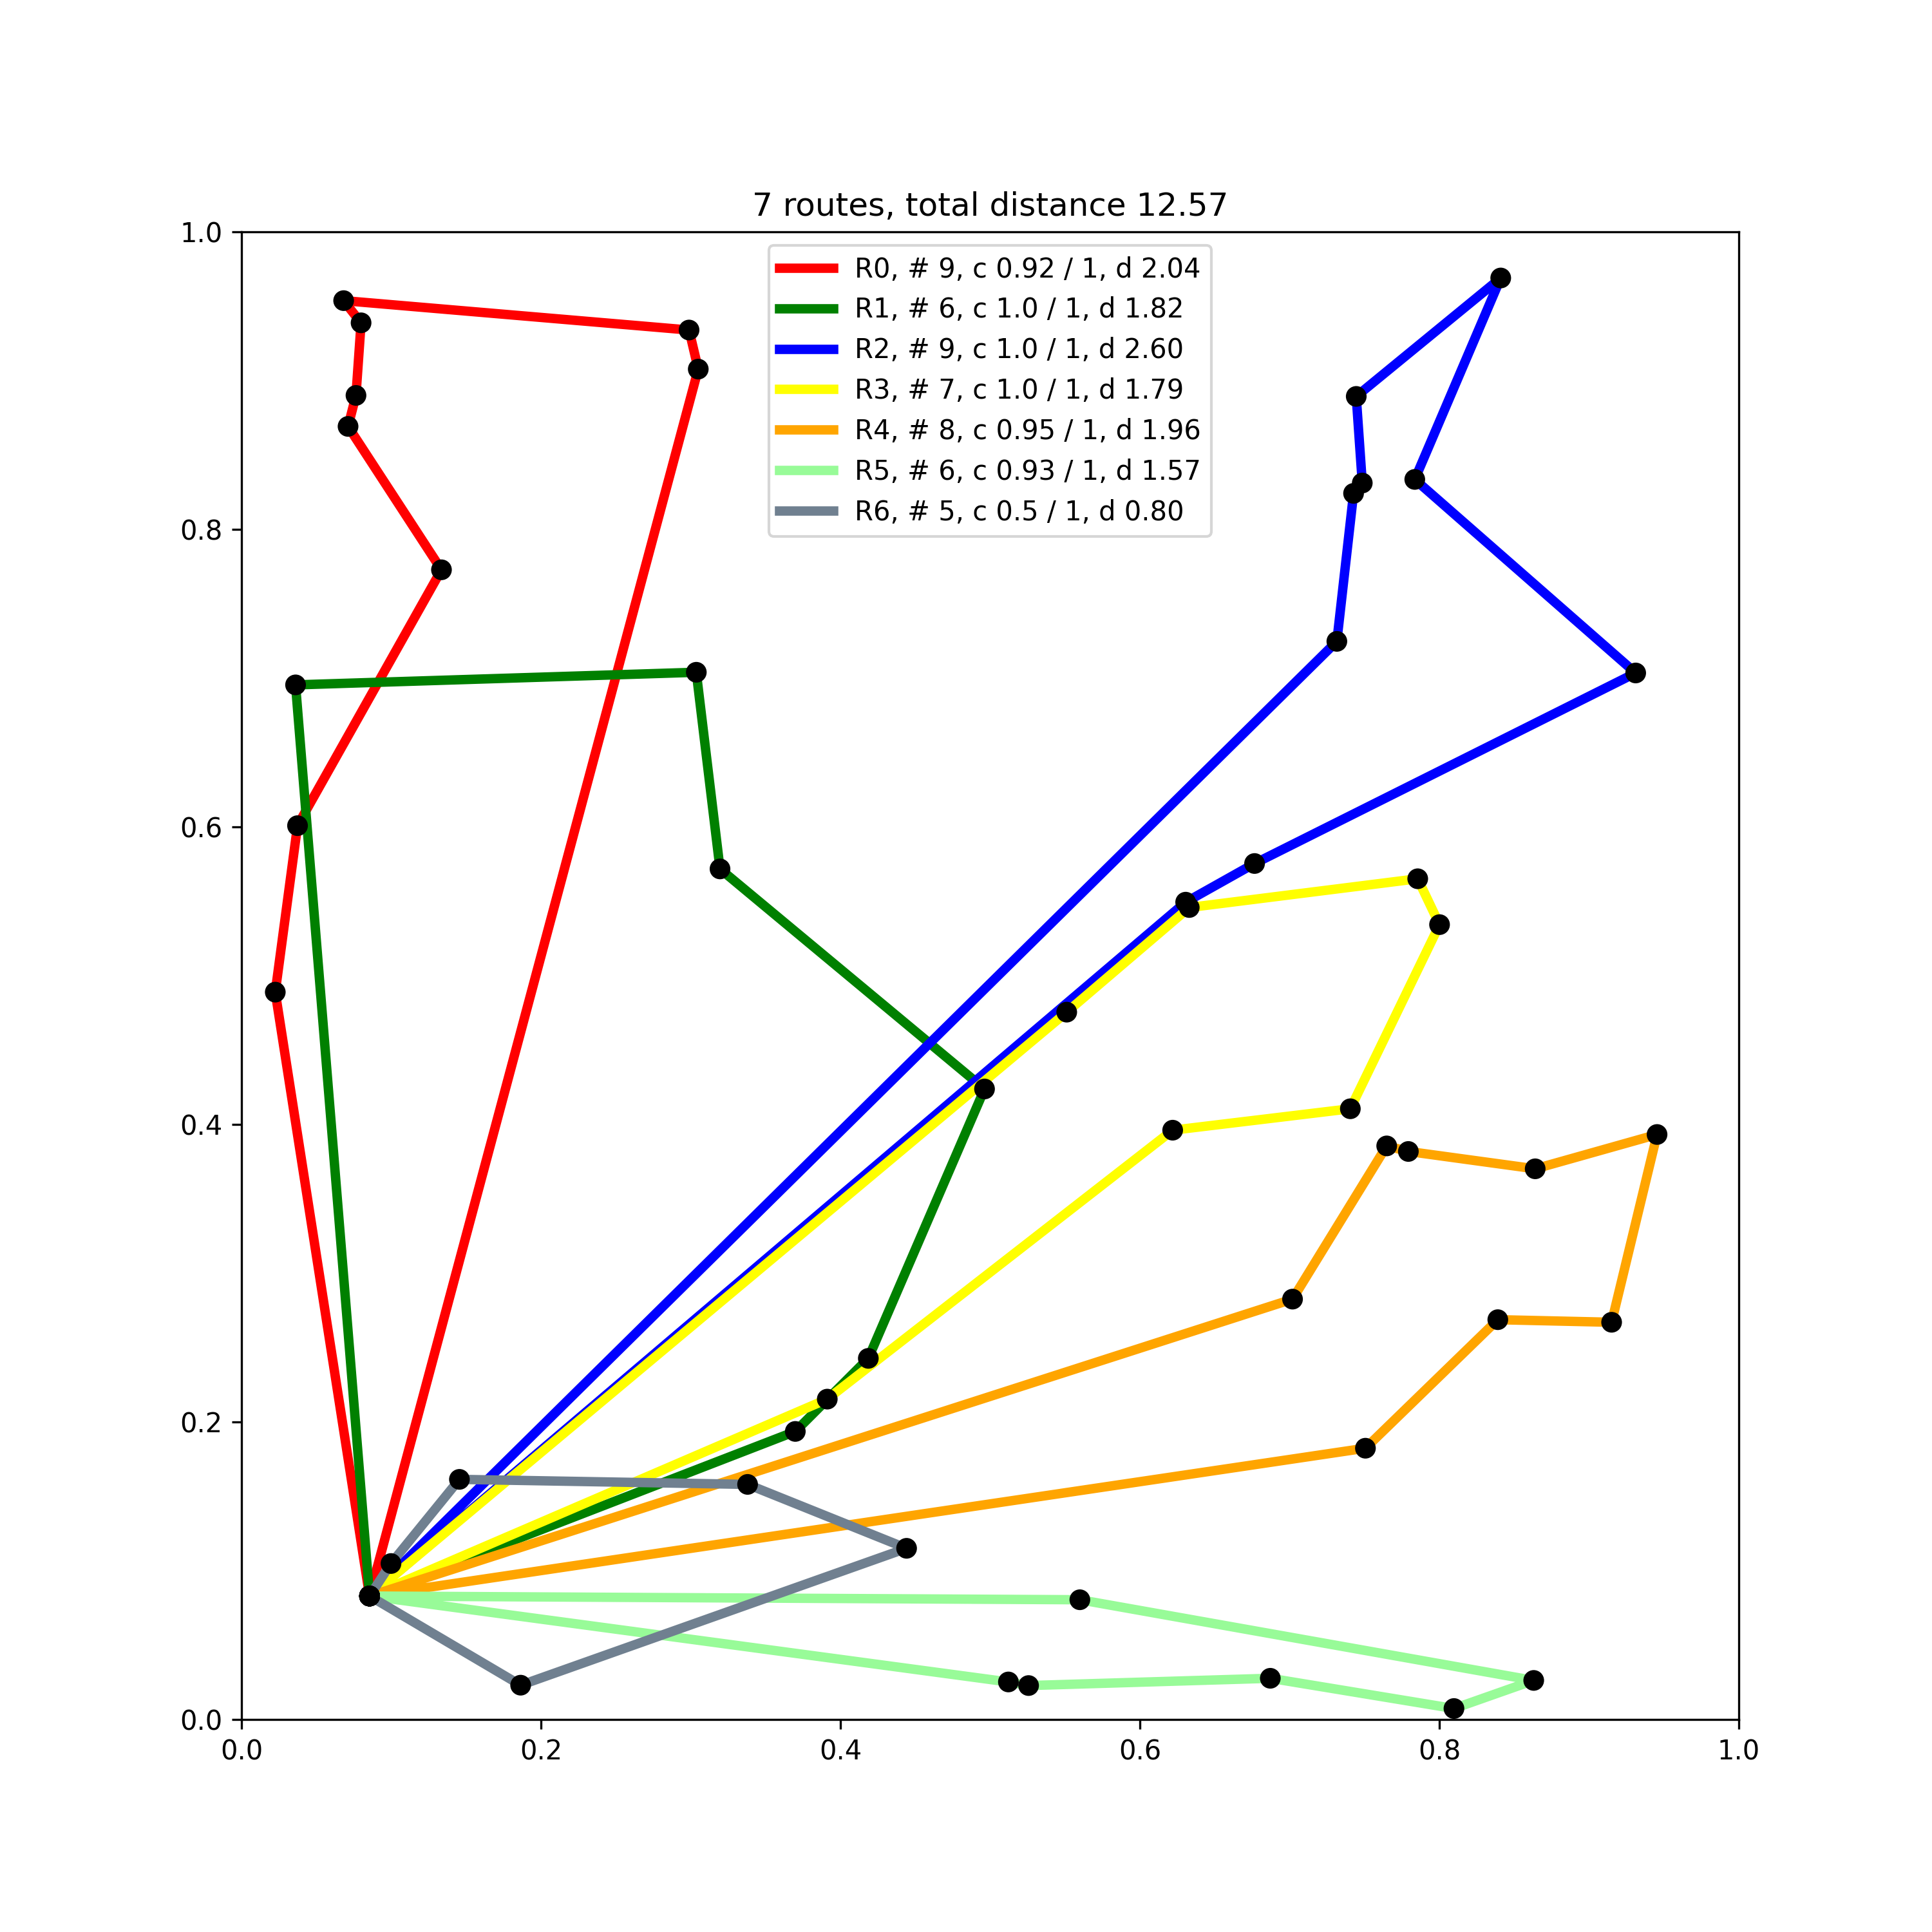 7 routes, total distance 12.57
R0, # 9, c 0.92 / 1, d 2.04
R1, # 6, c 1.0 / 1, d 1.82
R2, # 9, c 1.0 / 1, d 2.60
R3, # 7, c 1.0 / 1, d 1.79
R4, # 8, c 0.95 / 1, d 1.96
R5, # 6, c 0.93 / 1, d 1.57
R6, # 5, c 0.5 / 1, d 0.80
1.0
0.8
0.6
0.4
0.2
0.0
0.0 0.2 0.4 0.6 0.8 1.0